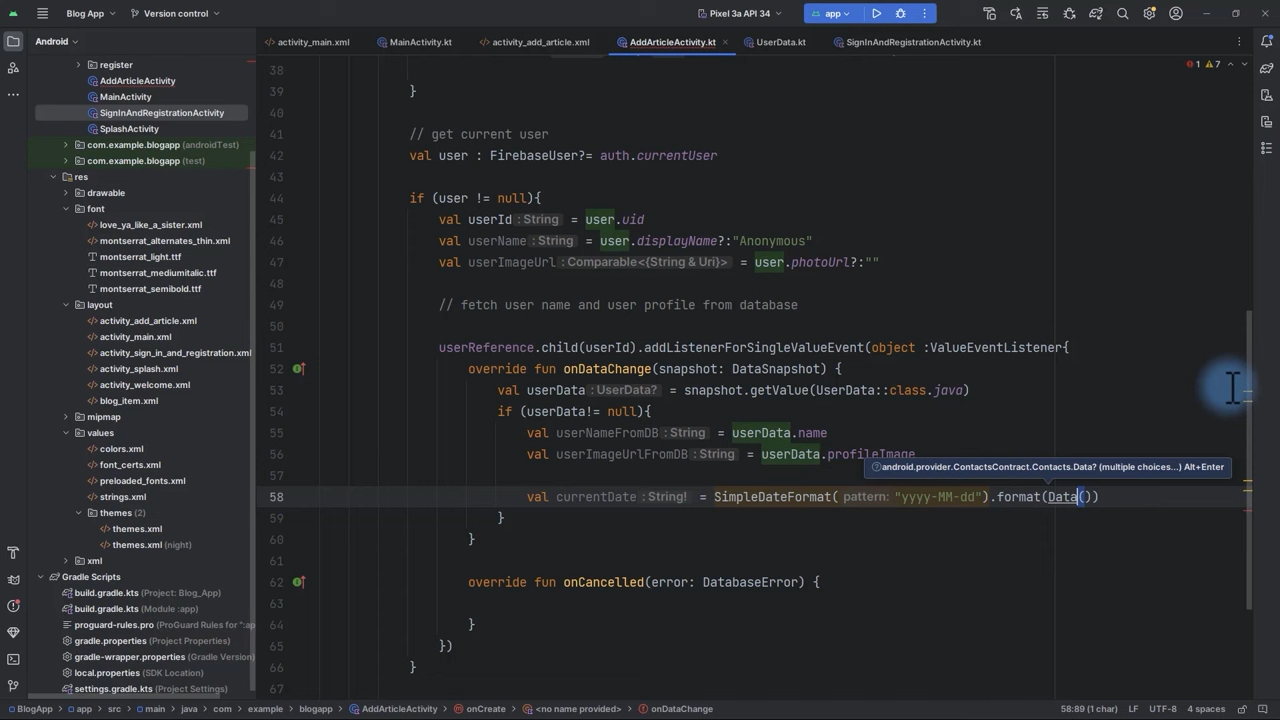 Blog App
Version control
Pixel 3a API 34
app
Android
activity_main.xml
MainActivity.kt
activity_add_article.xml
AddArticleActivity.kt
UserData.kt
SignInAndRegistrationActivity.kt
1 7
register
AddArticleActivity
MainActivity
SignInAndRegistrationActivity
SplashActivity
com.example.blogapp (androidTest)
com.example.blogapp (test)
res
drawable
font
love_ya_like_a_sister.xml
montserrat_alternates_thin.xml
montserrat_light.ttf
montserrat_mediumitalic.ttf
montserrat_semibold.ttf
layout
activity_add_article.xml
activity_main.xml
activity_sign_in_and_registration.xml
activity_splash.xml
activity_welcome.xml
blog_item.xml
mipmap
values
colors.xml
font_certs.xml
preloaded_fonts.xml
strings.xml
themes
themes.xml
themes.xml (night)
xml
Gradle Scripts
build.gradle.kts (Project: Blog_App)
build.gradle.kts (Module :app)
proguard-rules.pro (ProGuard Rules for ":ap
gradle.properties (Project Properties)
gradle-wrapper.properties (Gradle Version)
local.properties (SDK Location)
settings.gradle.kts (Project Settings)
38
39 }
40
41 // get current user
42 val user : FirebaseUser?= auth.currentUser
43
44 if (user != null){
45 val userId : String = user.uid
46 val userName : String = user.displayName?:"Anonymous"
47 val userImageUrl : Comparable<{String & Uri}> = user.photoUrl?:""
48
49 // fetch user name and user profile from database
50
51 userReference.child(userId).addListenerForSingleValueEvent(object :ValueEventListener{
52 override fun onDataChange(snapshot: DataSnapshot) {
53 val userData : UserData? = snapshot.getValue(UserData::class.java)
54 if (userData!= null){
55 val userNameFromDB : String = userData.name
56 val userImageUrlFromDB : String = userData.profileImage
android.provider.ContactsContract.Contacts.Data? (multiple choices...) Alt+Enter
57
58 val currentDate : String! = SimpleDateFormat( pattern: "yyyy-MM-dd").format(Data())
}
}
61
62 override fun onCancelled(error: DatabaseError) {
63
64 }
65 })
66 }
67
BlogApp
app
src
main
java
com
example
blogapp
AddArticleActivity
onCreate
<no name provided>
onDataChange
58:89 (1 char)
LF
UTF-8
4 spaces